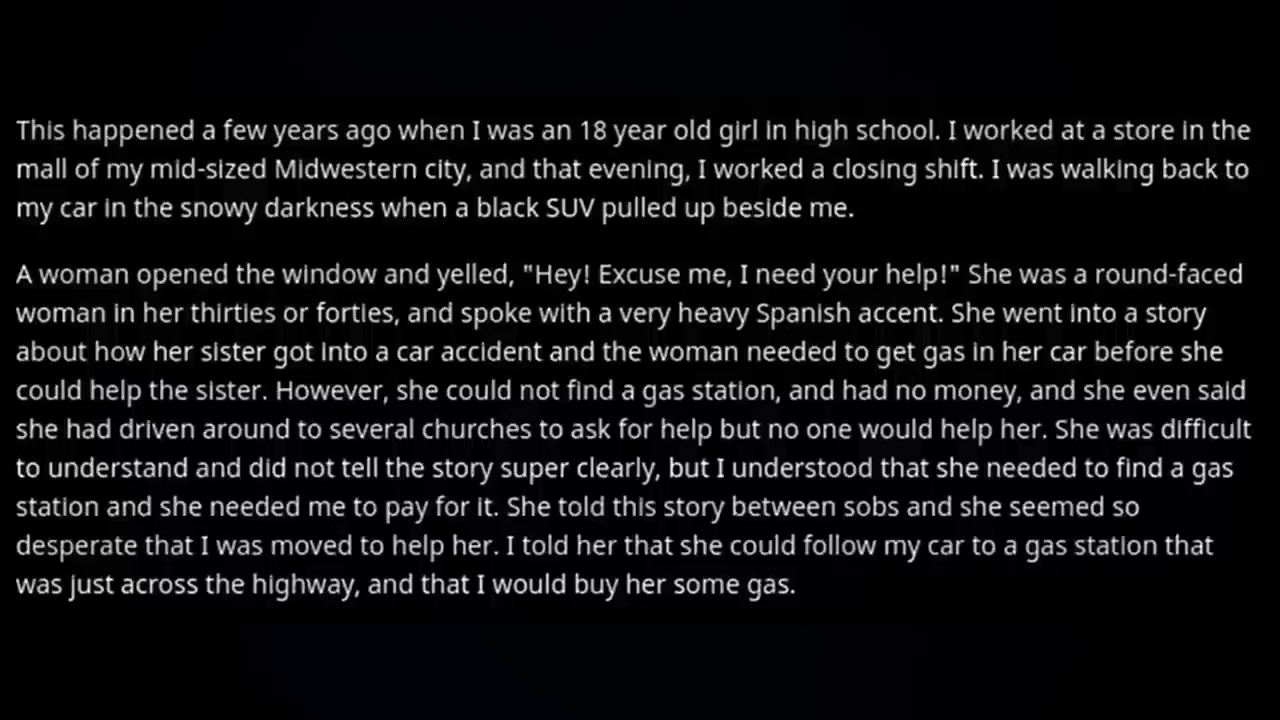 This happened a few years ago when I was an 18 year old girl in high school. I worked at a store in the
mall of my mid-sized Midwestern city, and that evening, I worked a closing shift. I was walking back to
my car in the snowy darkness when a black SUV pulled up beside me.
A woman opened the window and yelled, "Hey! Excuse me, I need your help!" She was a round-faced
woman in her thirties or forties, and spoke with a very heavy Spanish accent. She went into a story
about how her sister got into a car accident and the woman needed to get gas in her car before she
could help the sister. However, she could not find a gas station, and had no money, and she even said
she had driven around to several churches to ask for help but no one would help her. She was difficult
to understand and did not tell the story super clearly, but I understood that she needed to find a gas
station and she needed me to pay for it. She told this story between sobs and she seemed so
desperate that I was moved to help her. I told her that she could follow my car to a gas station that
was just across the highway, and that I would buy her some gas.